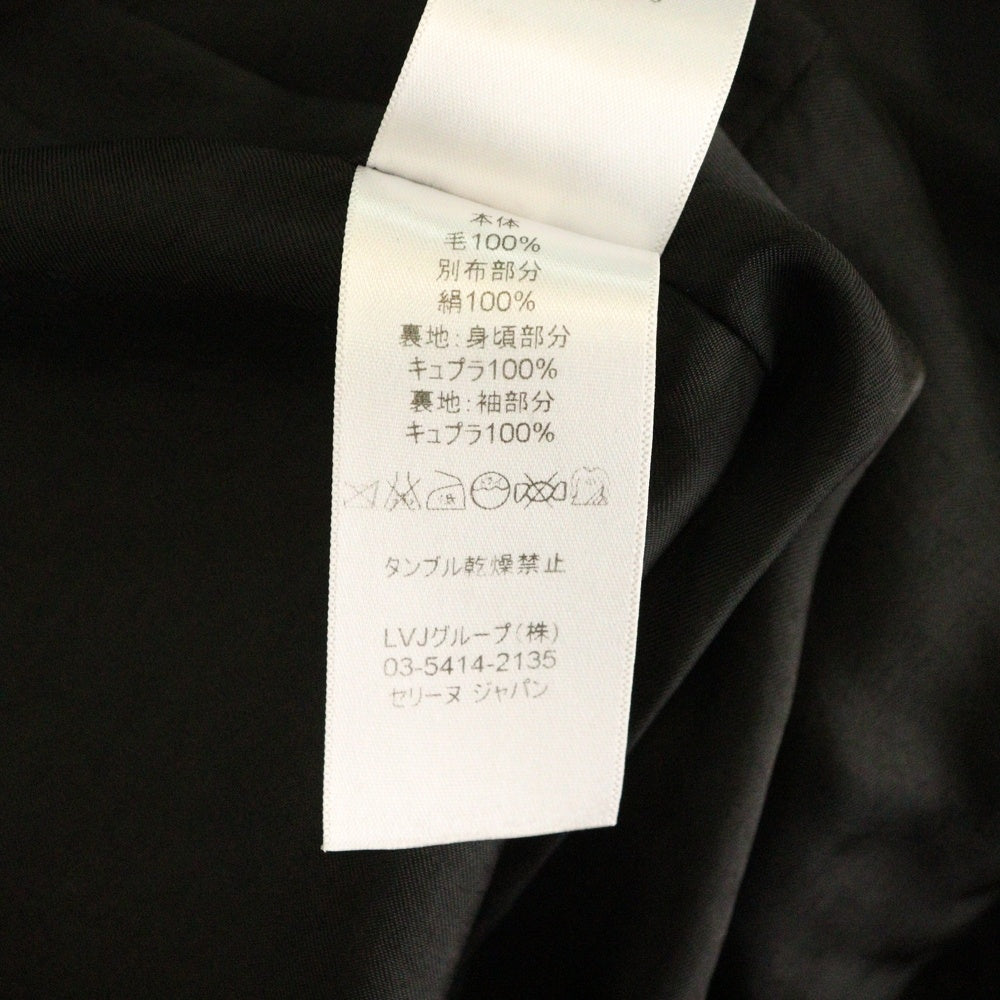 本体
毛100%
別布部分
絹100%
裏地:身頃部分
キュプラ100%
裏地:袖部分
キュプラ100%
タンブル乾燥禁止
LVJグループ(株)
03-5414-2135
セリーヌ ジャパン